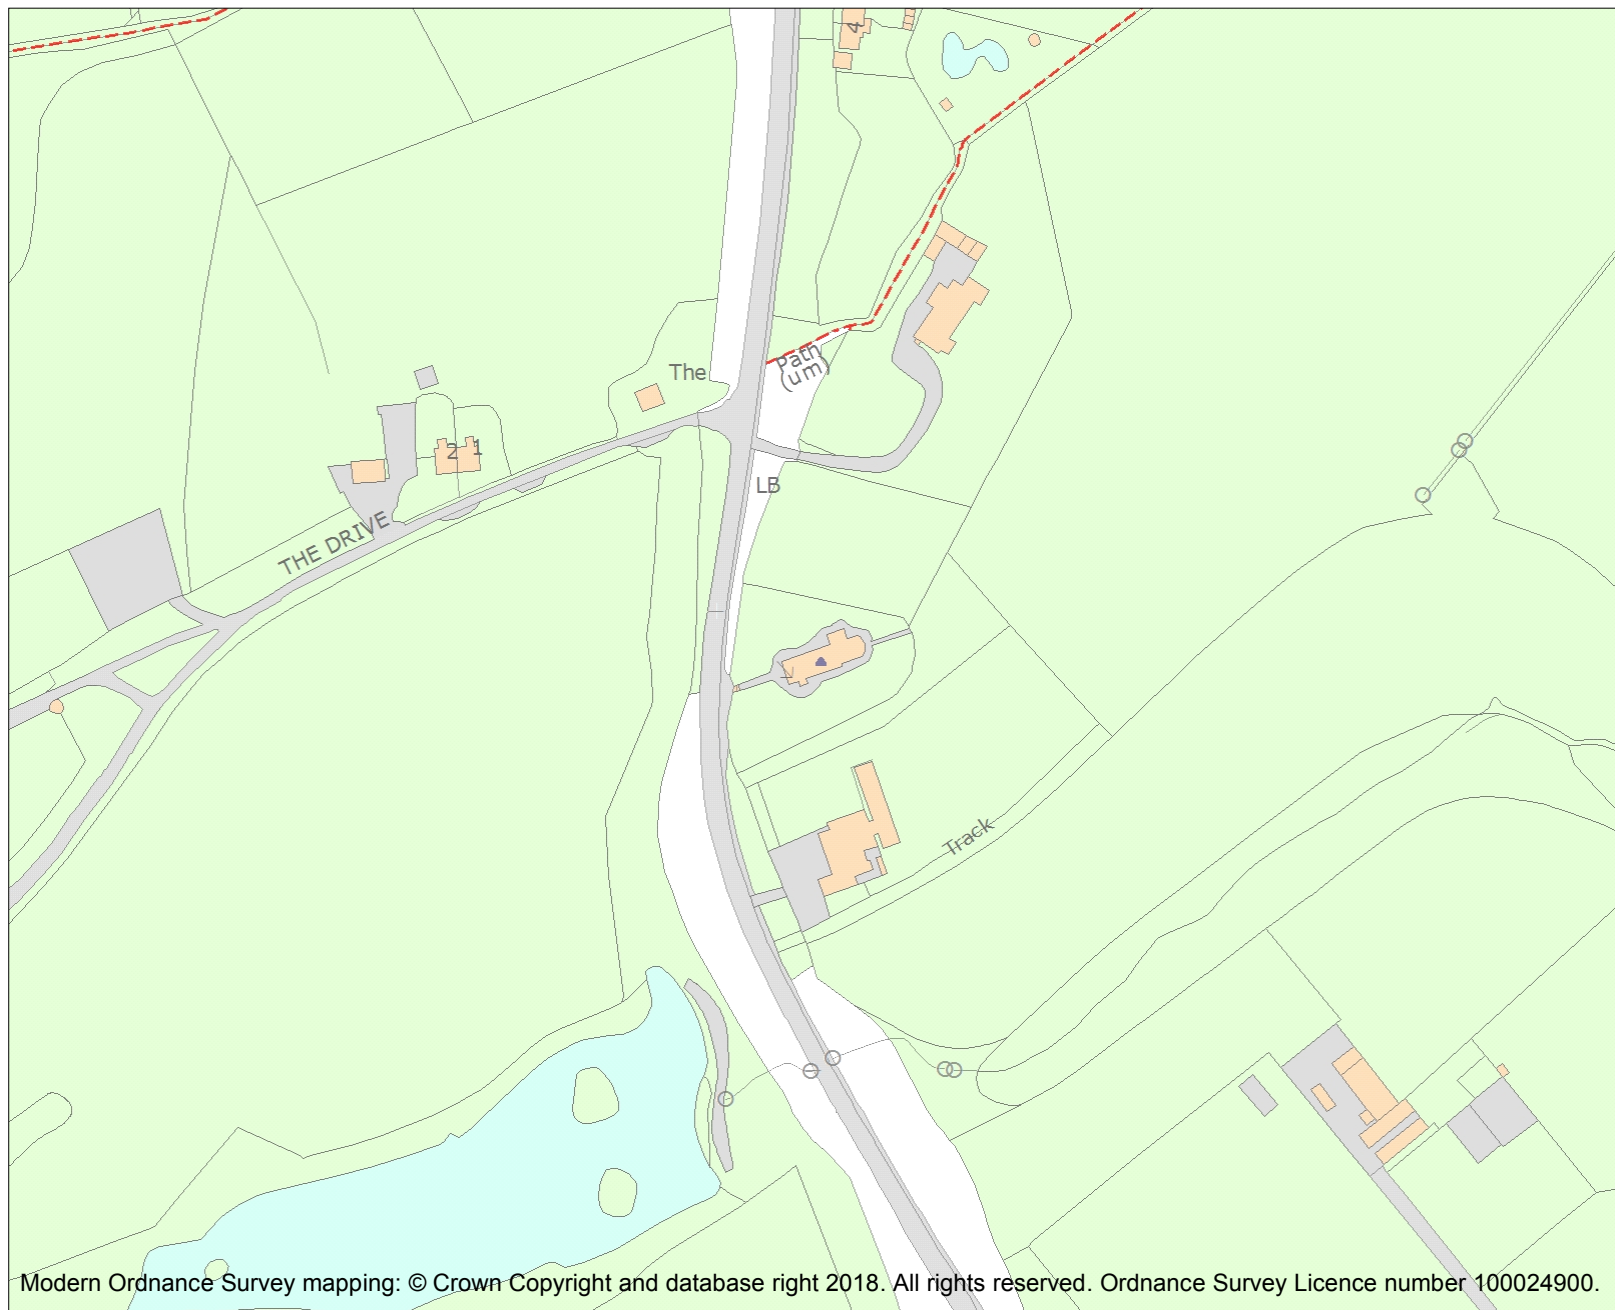 4
Path
(um)
The
2 1
LB
THE DRIVE
Track
Modern Ordnance Survey mapping: © Crown Copyright and database right 2018. All rights reserved. Ordnance Survey Licence number 100024900.